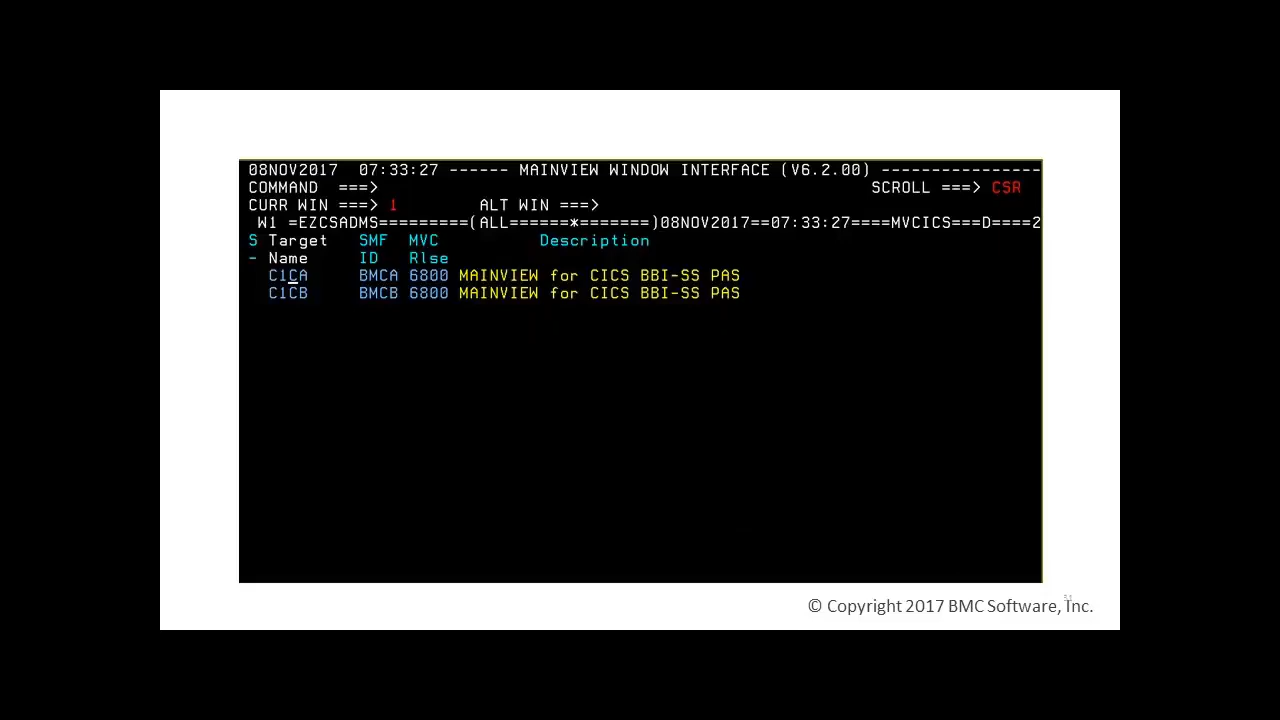 08NOV2017  07:33:27 ------ MAINVIEW WINDOW INTERFACE (V6.2.00) ----------------
COMMAND  ===>                                                 SCROLL ===> CSR
CURR WIN ===> 1        ALT WIN ===>
W1 =EZCSADMS=========(ALL======*=======)08NOV2017==07:33:27====MVCICS===D====2
S Target   SMF  MVC          Description
- Name     ID   Rlse
C1CA     BMCA 6800 MAINVIEW for CICS BBI-SS PAS
C1CB     BMCB 6800 MAINVIEW for CICS BBI-SS PAS
© Copyright 2017 BMC Software, Inc.